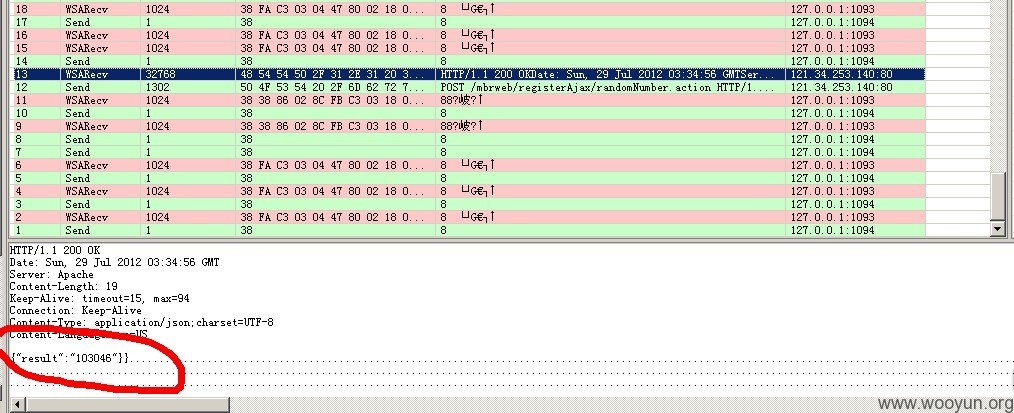 18 WSARecv 1024 38 FA C3 03 04 47 80 02 18 0... 8 └┘G€┐↑ 127.0.0.1:1093
17 Send 1 38 8 127.0.0.1:1094
16 WSARecv 1024 38 FA C3 03 04 47 80 02 18 0... 8 └┘G€┐↑ 127.0.0.1:1093
15 WSARecv 1024 38 FA C3 03 04 47 80 02 18 0... 8 └┘G€┐↑ 127.0.0.1:1093
14 Send 1 38 8 127.0.0.1:1094
13 WSARecv 32768 48 54 54 50 2F 31 2E 31 20 3... HTTP/1.1 200 OKDate: Sun, 29 Jul 2012 03:34:56 GMTSer... 121.34.253.140:80
12 Send 1302 50 4F 53 54 20 2F 6D 62 72 7... POST /mbrweb/registerAjax/randomNumber.action HTTP/1.... 121.34.253.140:80
11 WSARecv 1024 38 38 86 02 8C FB C3 03 18 0... 88?岐?↑ 127.0.0.1:1093
10 Send 1 38 8 127.0.0.1:1094
9 WSARecv 1024 38 38 86 02 8C FB C3 03 18 0... 88?岐?↑ 127.0.0.1:1093
8 Send 1 38 8 127.0.0.1:1094
7 Send 1 38 8 127.0.0.1:1094
6 WSARecv 1024 38 FA C3 03 04 47 80 02 18 0... 8 └┘G€┐↑ 127.0.0.1:1093
5 Send 1 38 8 127.0.0.1:1094
4 WSARecv 1024 38 FA C3 03 04 47 80 02 18 0... 8 └┘G€┐↑ 127.0.0.1:1093
3 Send 1 38 8 127.0.0.1:1094
2 WSARecv 1024 38 FA C3 03 04 47 80 02 18 0... 8 └┘G€┐↑ 127.0.0.1:1093
1 Send 1 38 8 127.0.0.1:1094
HTTP/1.1 200 OK
Date: Sun, 29 Jul 2012 03:34:56 GMT
Server: Apache
Content-Length: 19
Keep-Alive: timeout=15, max=94
Connection: Keep-Alive
Content-Type: application/json;charset=UTF-8
Content-Language: en-US
{"result":"103046"}}
www.wooyun.org